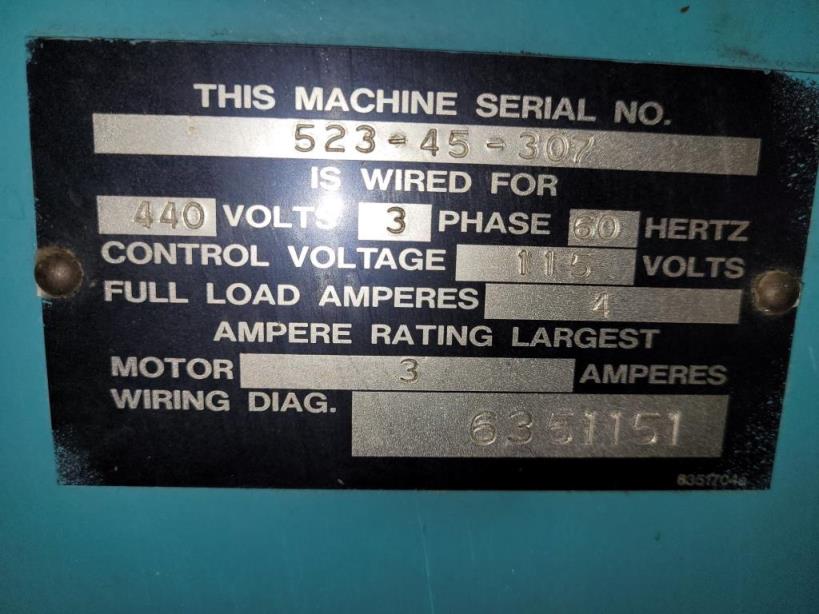 THIS MACHINE SERIAL NO.
523-45-307
IS WIRED FOR
440 VOLTS 3 PHASE 60 HERTZ
CONTROL VOLTAGE 115 VOLTS
FULL LOAD AMPERES 4
AMPERE RATING LARGEST
MOTOR 3 AMPERES
WIRING DIAG. 6351151